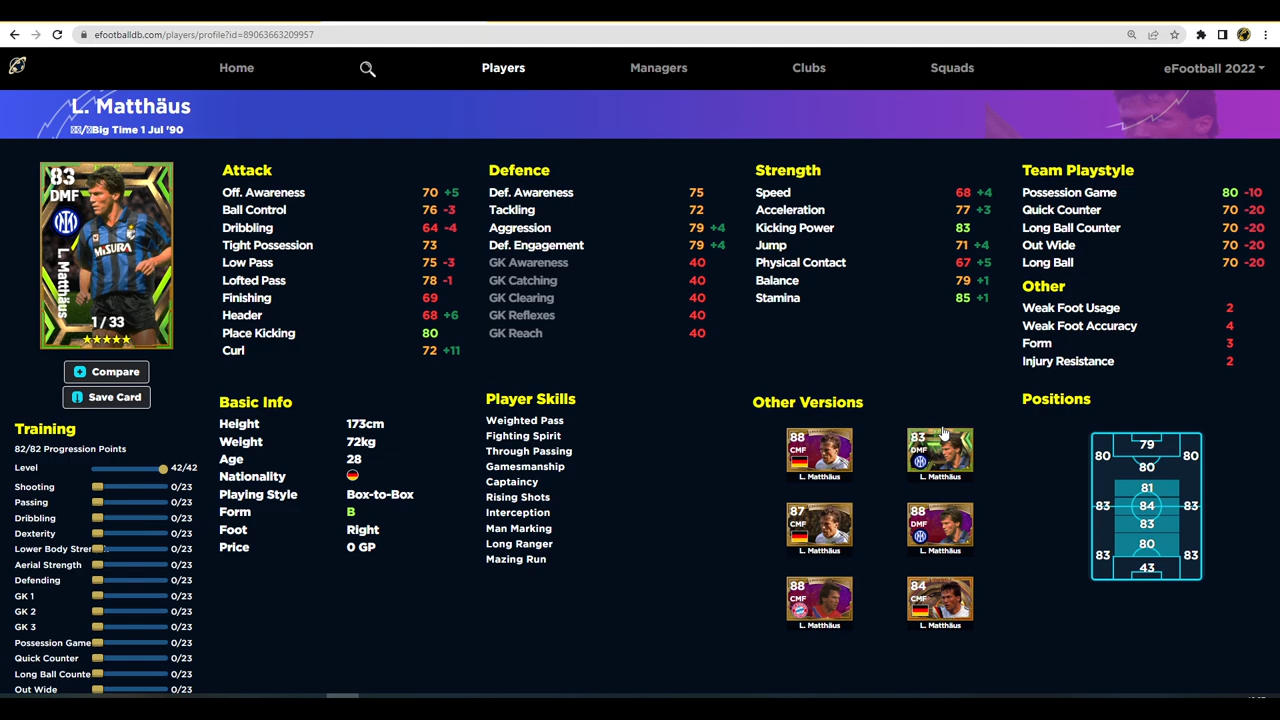 efootballdb.com/players/profile?id=89063663209957
Home Players Managers Clubs Squads eFootball 2022
L. Matthäus
Big Time 1 Jul '90
83
DMF
MISURA
L. Matthäus
1 / 33
Compare
Save Card
Training
82/82 Progression Points
Level 42/42
Shooting 0/23
Passing 0/23
Dribbling 0/23
Dexterity 0/23
Lower Body Stren 0/23
Aerial Strength 0/23
Defending 0/23
GK 1 0/23
GK 2 0/23
GK 3 0/23
Possession Game 0/23
Quick Counter 0/23
Long Ball Counte 0/23
Out Wide 0/23
Attack
Off. Awareness 70 +5
Ball Control 76 -3
Dribbling 64 -4
Tight Possession 73
Low Pass 75 -3
Lofted Pass 78 -1
Finishing 69
Header 68 +6
Place Kicking 80
Curl 72 +11
Defence
Def. Awareness 75
Tackling 72
Aggression 79 +4
Def. Engagement 79 +4
GK Awareness 40
GK Catching 40
GK Clearing 40
GK Reflexes 40
GK Reach 40
Strength
Speed 68 +4
Acceleration 77 +3
Kicking Power 83
Jump 71 +4
Physical Contact 67 +5
Balance 79 +1
Stamina 85 +1
Team Playstyle
Possession Game 80 -10
Quick Counter 70 -20
Long Ball Counter 70 -20
Out Wide 70 -20
Long Ball 70 -20
Other
Weak Foot Usage 2
Weak Foot Accuracy 4
Form 3
Injury Resistance 2
Basic Info
Height 173cm
Weight 72kg
Age 28
Nationality
Playing Style Box-to-Box
Form B
Foot Right
Price 0 GP
Player Skills
Weighted Pass
Fighting Spirit
Through Passing
Gamesmanship
Captaincy
Rising Shots
Interception
Man Marking
Long Ranger
Mazing Run
Other Versions
88 CMF L. Matthäus
83 DMF L. Matthäus
87 CMF L. Matthäus
88 DMF L. Matthäus
88 CMF L. Matthäus
84 CMF L. Matthäus
Positions
79
80 80 80
81
83 84 83
83
80
83 83
43